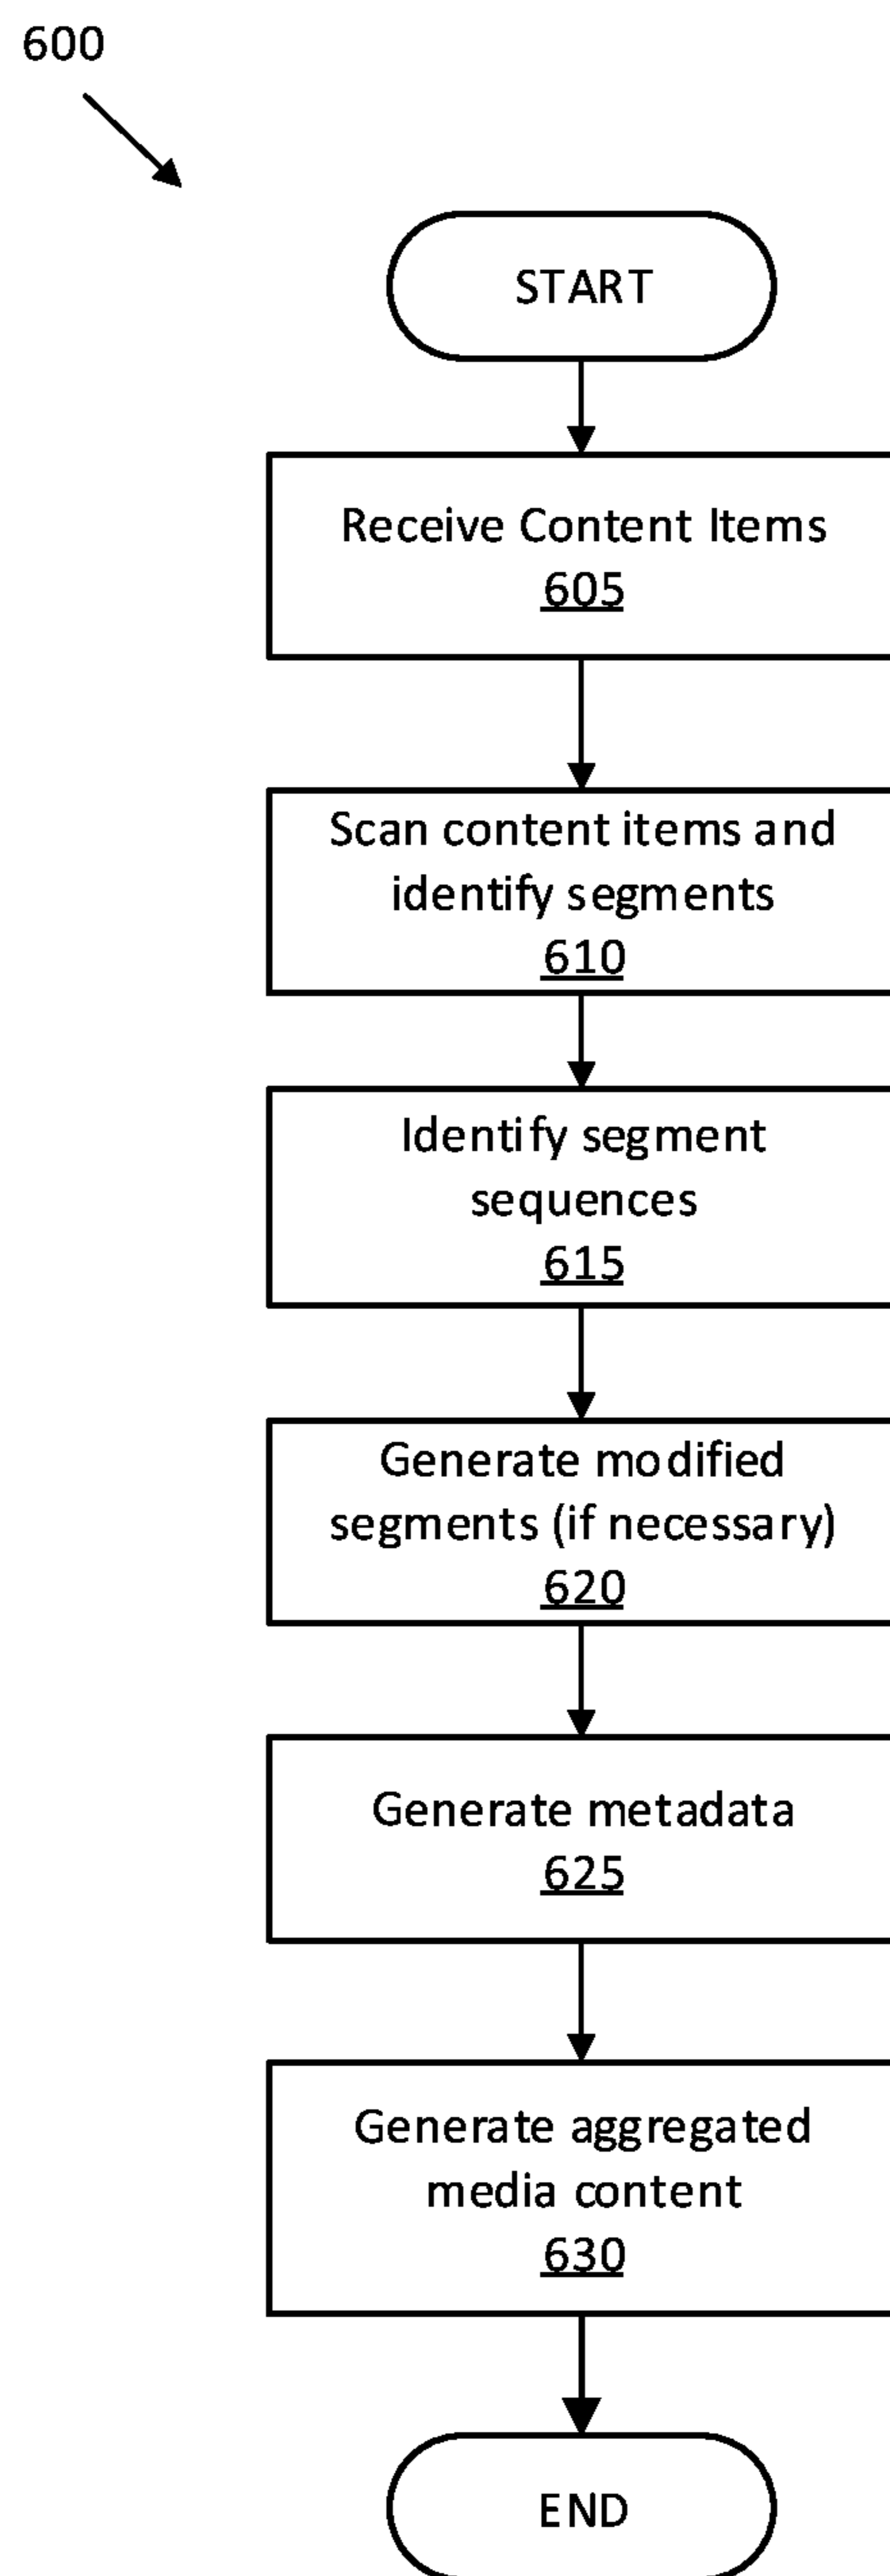 600
START
Receive Content Items
605
Scan content items and
identify segments
610
Identify segment
sequences
615
Generate modified
segments (if necessary)
620
Generate metadata
625
Generate aggregated
media content
630
END